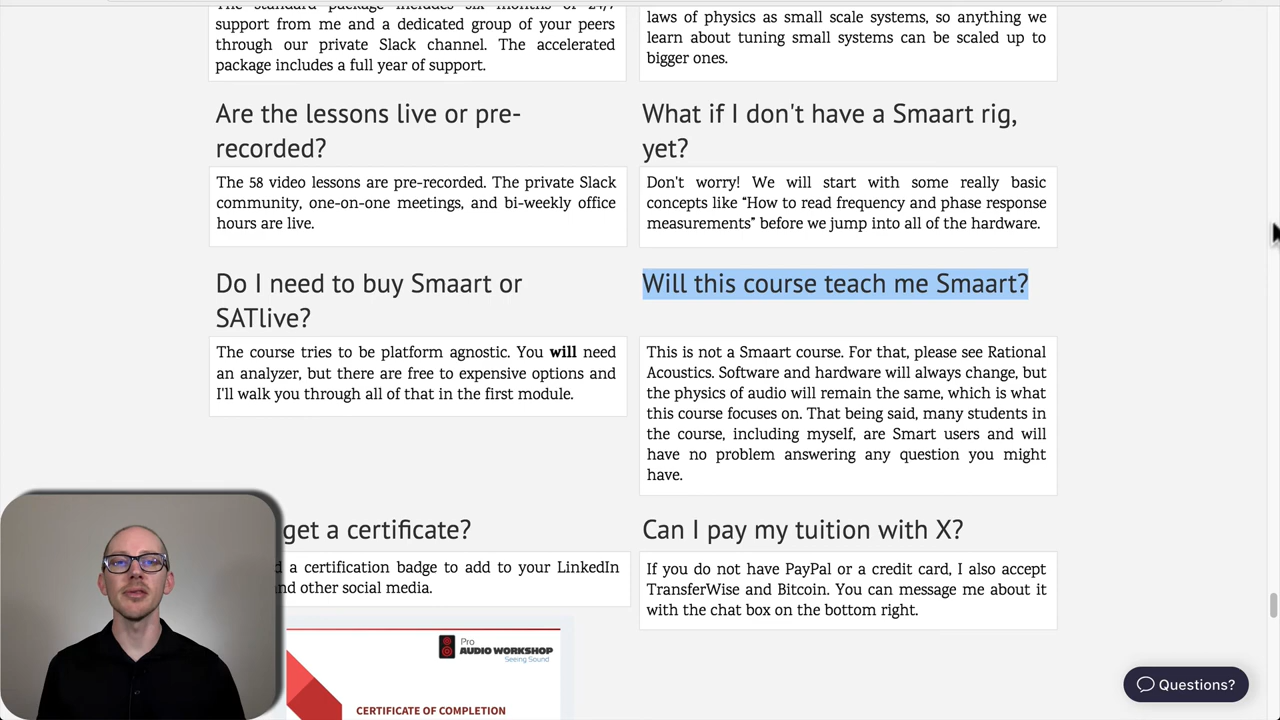 The standard package includes six months of 24/7
support from me and a dedicated group of your peers
through our private Slack channel. The accelerated
package includes a full year of support.
laws of physics as small scale systems, so anything we
learn about tuning small systems can be scaled up to
bigger ones.
Are the lessons live or pre-
recorded?
The 58 video lessons are pre-recorded. The private Slack
community, one-on-one meetings, and bi-weekly office
hours are live.
What if I don't have a Smaart rig,
yet?
Don't worry! We will start with some really basic
concepts like “How to read frequency and phase response
measurements” before we jump into all of the hardware.
Do I need to buy Smaart or
SATlive?
The course tries to be platform agnostic. You will need
an analyzer, but there are free to expensive options and
I'll walk you through all of that in the first module.
Will this course teach me Smaart?
This is not a Smaart course. For that, please see Rational
Acoustics. Software and hardware will always change, but
the physics of audio will remain the same, which is what
this course focuses on. That being said, many students in
the course, including myself, are Smart users and will
have no problem answering any question you might
have.
get a certificate?
a certification badge to add to your LinkedIn
and other social media.
Can I pay my tuition with X?
If you do not have PayPal or a credit card, I also accept
TransferWise and Bitcoin. You can message me about it
with the chat box on the bottom right.
Pro
AUDIO WORKSHOP
Seeing Sound
CERTIFICATE OF COMPLETION
Questions?